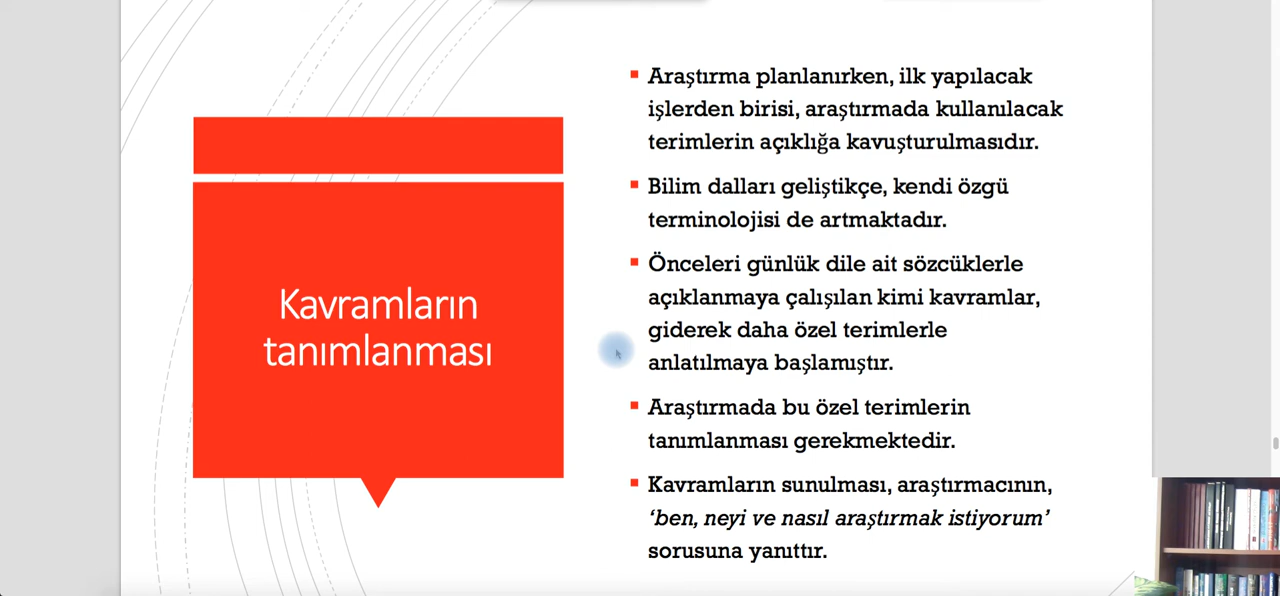 Kavramların
tanımlanması
Araştırma planlanırken, ilk yapılacak
işlerden birisi, araştırmada kullanılacak
terimlerin açıklığa kavuşturulmasıdır.
Bilim dalları geliştikçe, kendi özgü
terminolojisi de artmaktadır.
Önceleri günlük dile ait sözcüklerle
açıklanmaya çalışılan kimi kavramlar,
giderek daha özel terimlerle
anlatılmaya başlamıştır.
Araştırmada bu özel terimlerin
tanımlanması gerekmektedir.
Kavramların sunulması, araştırmacının,
‘ben, neyi ve nasıl araştırmak istiyorum’
sorusuna yanıttır.